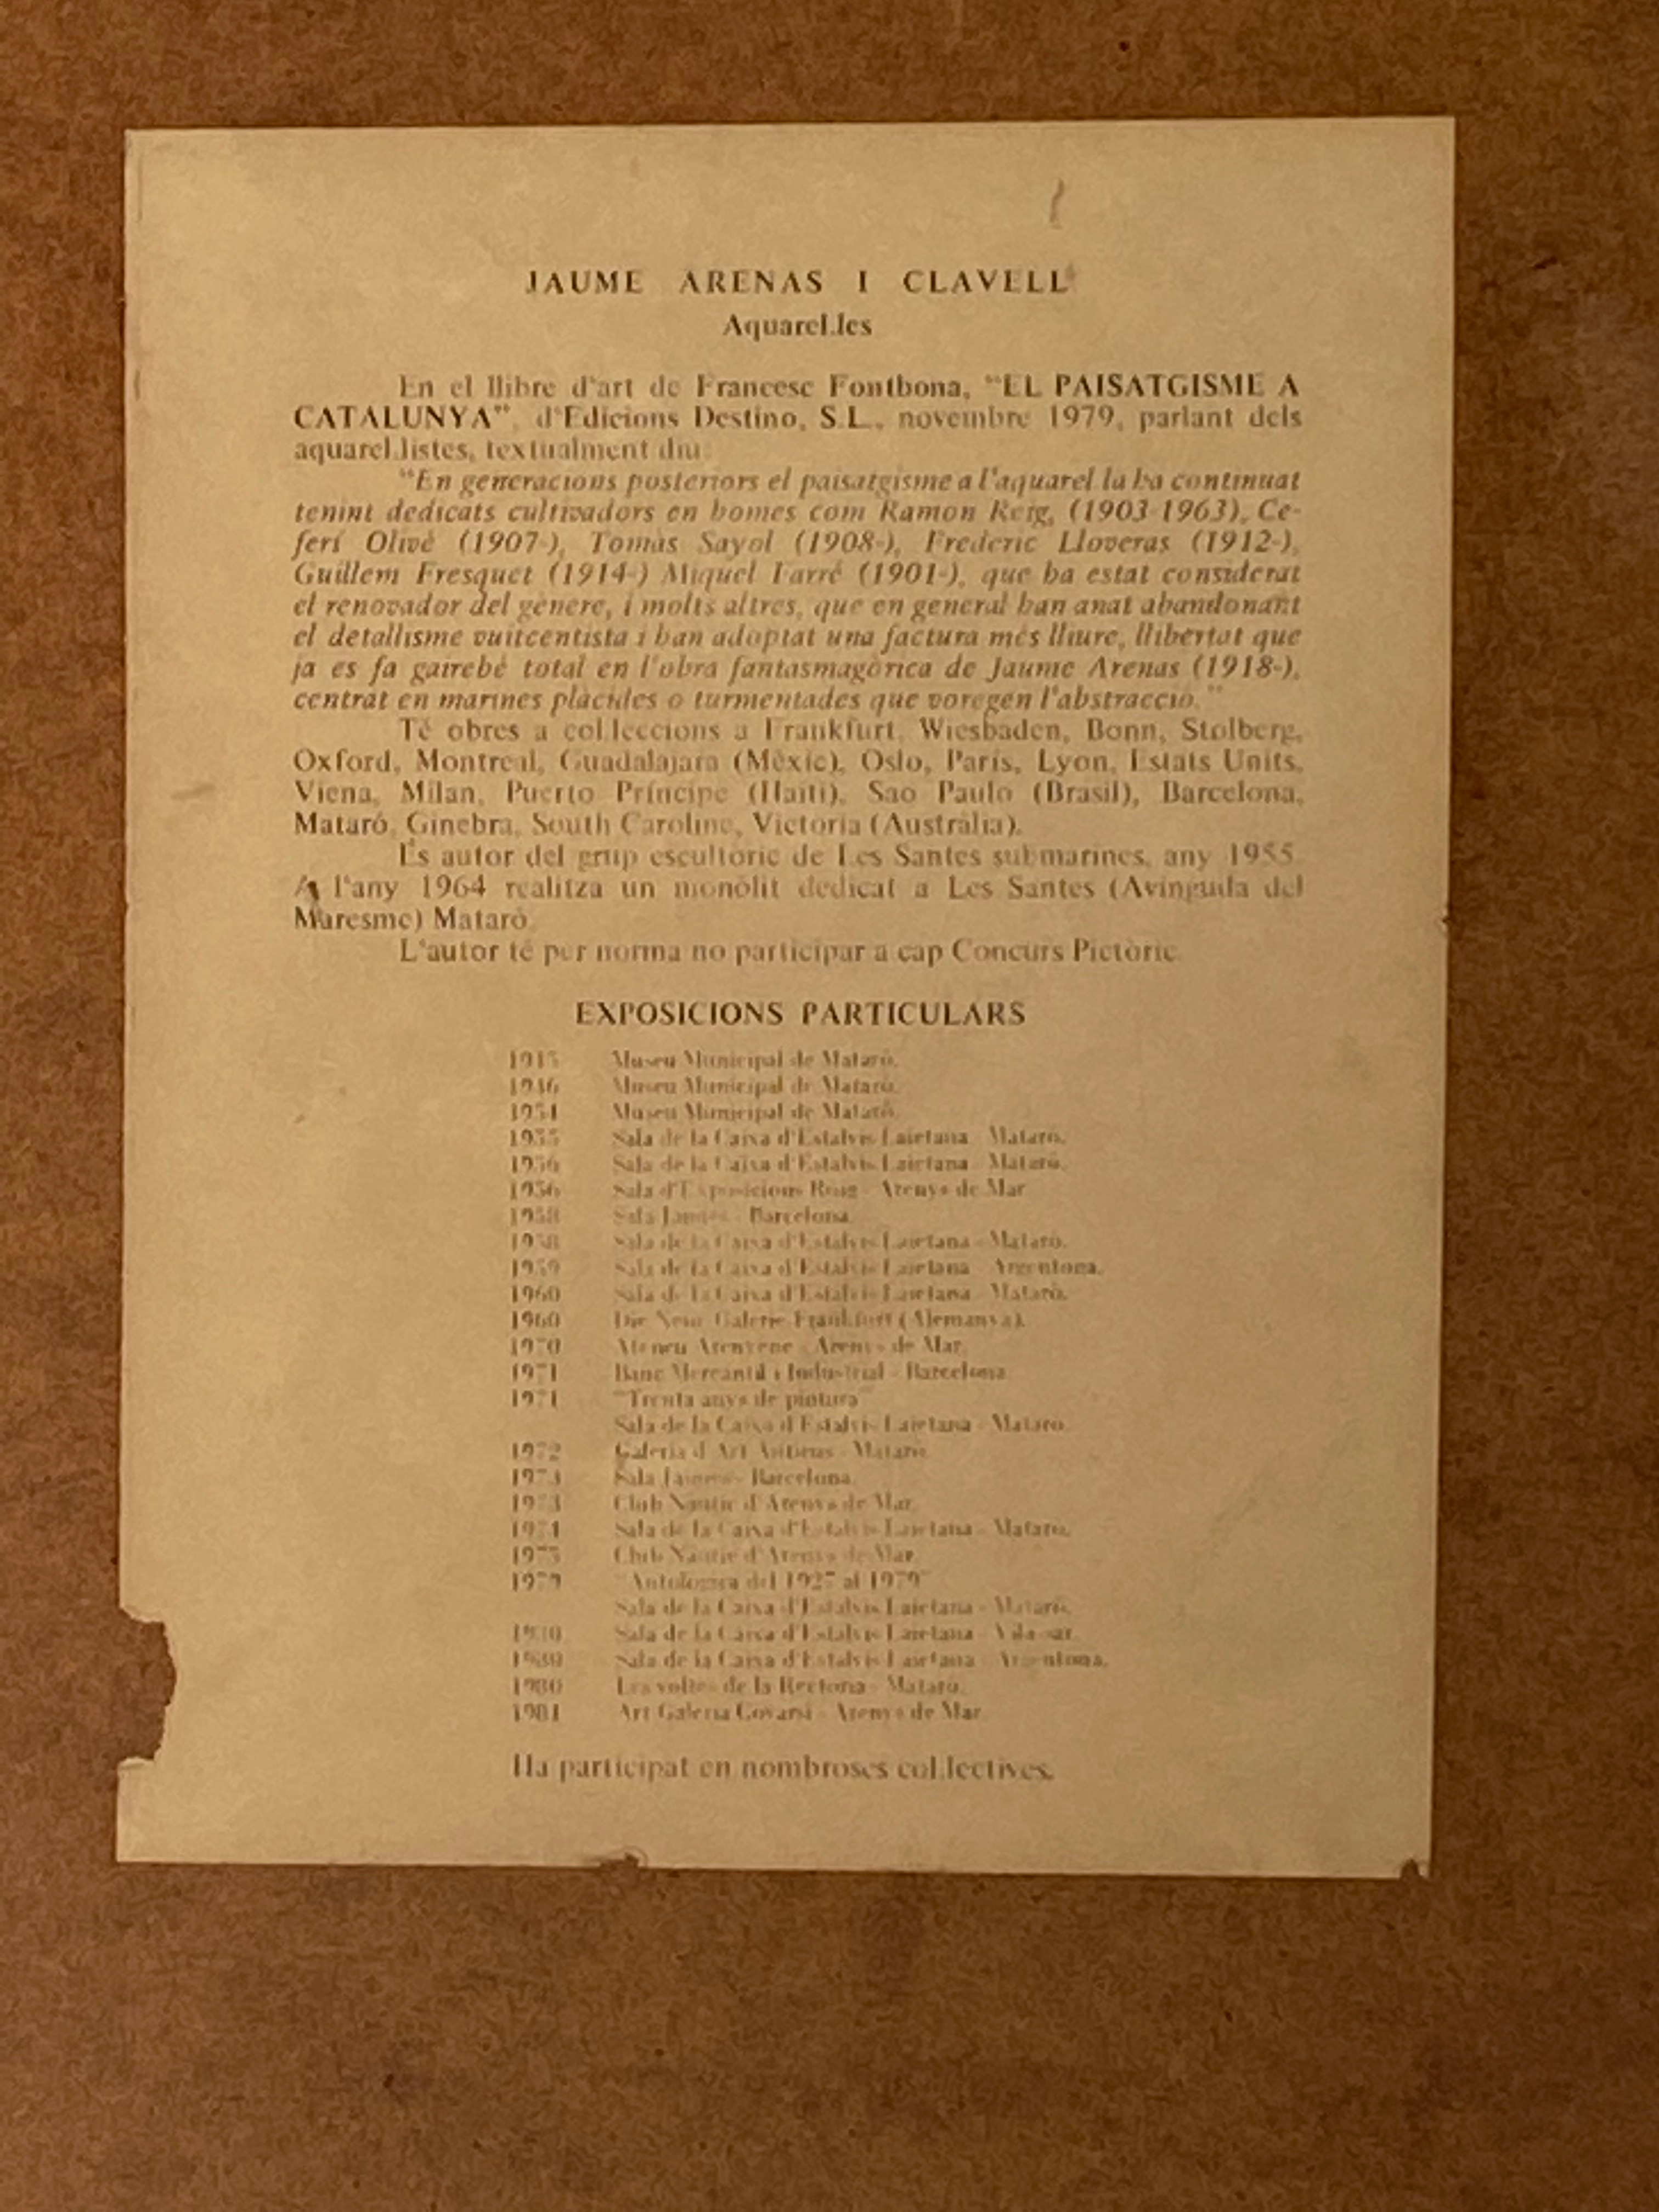 JAUME ARENAS I CLAVELL
Aquarel.les
En el llibre d'art de Francesc Fontbona, "EL PAISATGISME A
CATALUNYA", d'Edicions Destino, S.L., novembre 1979, parlant dels
aquarel.listes, textualment diu:
"En generacions posteriors el paisatgisme a l'aquarel.la ha continuat
tenint dedicats cultivadors en homes com Ramon Reig, (1903-1963), Ce-
ferí Olivé (1907-), Tomàs Sayol (1908-), Frederic Lloveras (1912-),
Guillem Fresquet (1914-) Miquel Farré (1901-), que ha estat considerat
el renovador del gènere, i molts altres, que en general han anat abandonant
el detallisme vuitcentista i han adoptat una factura més lliure, llibertat que
ja es fa gairebé total en l'obra fantasmagòrica de Jaume Arenas (1918-),
centrat en marines plàcides o turmentades que voregen l'abstracció."
Té obres a col.leccions a Frankfurt, Wiesbaden, Bonn, Stolberg,
Oxford, Montreal, Guadalajara (Mèxic), Oslo, París, Lyon, Estats Units,
Viena, Milan, Puerto Príncipe (Haití), Sao Paulo (Brasil), Barcelona,
Mataró, Ginebra, South Caroline, Victoria (Austràlia).
És autor del grup escultòric de Les Santes submarines, any 1955.
A l'any 1964 realitza un monòlit dedicat a Les Santes (Avinguda del
Maresme) Mataró.
L'autor té per norma no participar a cap Concurs Pictòric.
EXPOSICIONS PARTICULARS
Museu Municipal de Mataró.
1946 Museu Municipal de Mataró.
1954 Museu Municipal de Mataró.
1955 Sala de la Caixa d'Estalvis Laietana - Mataró.
1956 Sala de la Caixa d'Estalvis Laietana - Mataró.
1956 Sala d'Exposicions Roig - Arenys de Mar.
1958 Sala Jaimes - Barcelona.
1958 Sala de la Caixa d'Estalvis Laietana - Mataró.
1959 Sala de la Caixa d'Estalvis Laietana - Argentona.
1960 Sala de la Caixa d'Estalvis Laietana - Mataró.
1960 Die Neue Galerie Frankfurt (Alemanya).
1970 Ateneu Arenyenc - Arenys de Mar.
1971 Banc Mercantil i Industrial - Barcelona.
1971 "Trenta anys de pintura"
Sala de la Caixa d'Estalvis Laietana - Mataró.
1972 Galeria d'Art - Mataró.
1973 Sala Jaimes - Barcelona.
1973 Club Nàutic d'Arenys de Mar.
1974 Sala de la Caixa d'Estalvis Laietana - Mataró.
1975 Club Nàutic d'Arenys de Mar.
1979 "Antològica del 1927 al 1979"
Sala de la Caixa d'Estalvis Laietana - Mataró.
1980 Sala de la Caixa d'Estalvis Laietana - Vilassar.
1980 Sala de la Caixa d'Estalvis Laietana - Argentona.
1980 Les voltes de la Rectoria - Mataró.
1981 Art Galeria Govarsi - Arenys de Mar.
Ha participat en nombroses col.lectives.